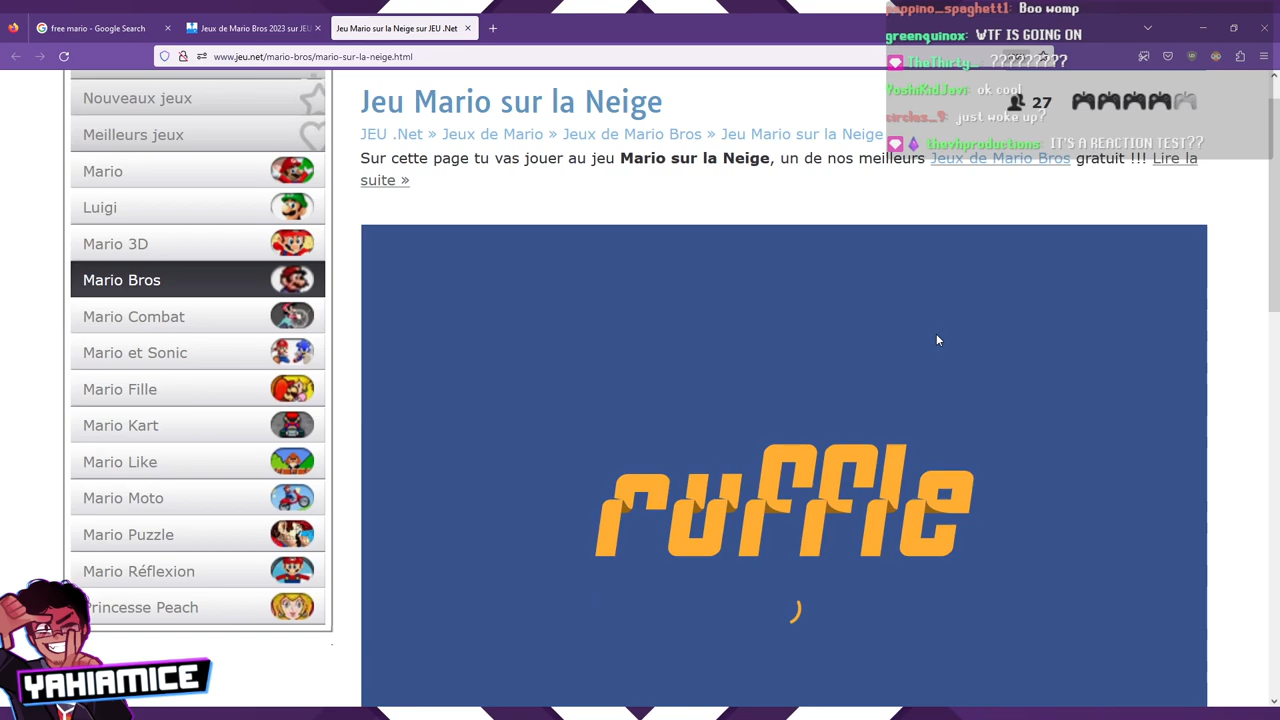 free mario - Google Search
Jeux de Mario Bros 2023 sur JEU
Jeu Mario sur la Neige sur JEU .Net
www.jeu.net/mario-bros/mario-sur-la-neige.html
peppino_spaghetti: Boo womp
greenquinox: WTF IS GOING ON
TheThirty_: ?????????
YoshiKidJavi: ok cool
27
circles_9: just woke up?
thavhproductions: IT'S A REACTION TEST??
Nouveaux jeux
Meilleurs jeux
Mario
Luigi
Mario 3D
Mario Bros
Mario Combat
Mario et Sonic
Mario Fille
Mario Kart
Mario Like
Mario Moto
Mario Puzzle
Mario Réflexion
Princesse Peach
Jeu Mario sur la Neige
JEU .Net » Jeux de Mario » Jeux de Mario Bros » Jeu Mario sur la Neige
Sur cette page tu vas jouer au jeu Mario sur la Neige, un de nos meilleurs Jeux de Mario Bros gratuit !!! Lire la
suite »
ruffle
YAHIAMICE